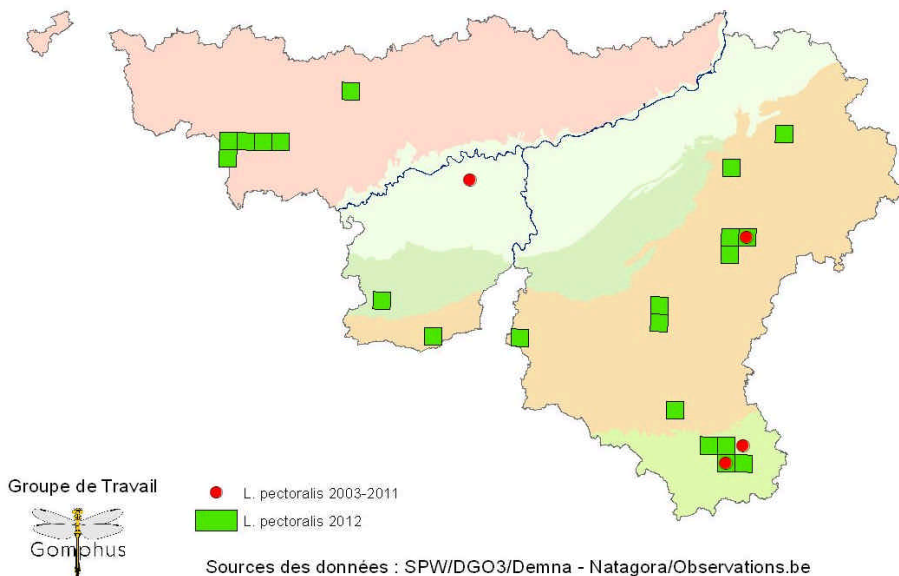 Groupe de Travail
Gomphus
L. pectoralis 2003-2011
L. pectoralis 2012
Sources des données : SPW/DGO3/Demna - Natagora/Observations.be